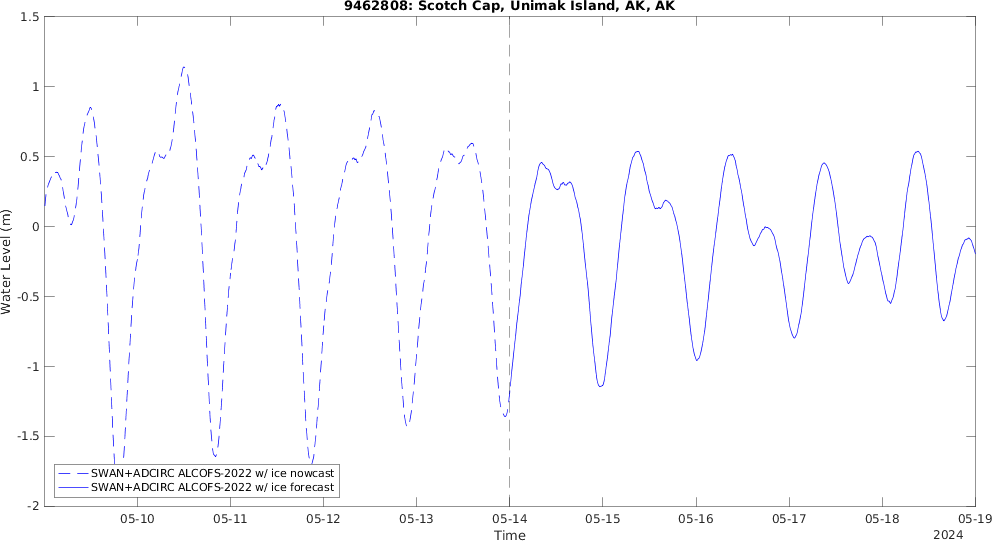 9462808: Scotch Cap, Unimak Island, AK, AK
1.5
1
0.5
0
-0.5
-1
-1.5
-2
Water Level (m)
SWAN+ADCIRC ALCOFS-2022 w/ ice nowcast
SWAN+ADCIRC ALCOFS-2022 w/ ice forecast
05-10 05-11 05-12 05-13 05-14 05-15 05-16 05-17 05-18 05-19
Time
2024